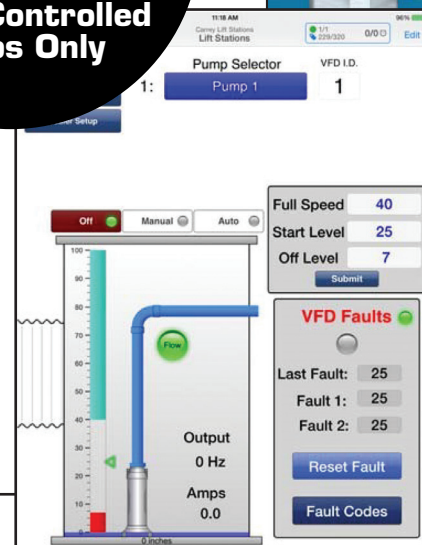 Controlled
Only
11:18 AM
96%
Carney Lift Stations
Lift Stations
1/1
229/320
0/0
Edit
Pump Selector
VFD I.D.
1:
Pump 1
1
Setup
Off
Manual
Auto
Full Speed 40
Start Level 25
Off Level 7
Submit
100
90
80
70
60
50
40
30
20
10
0
Flow
Output
0 Hz
Amps
0.0
0 inches
VFD Faults
Last Fault: 25
Fault 1: 25
Fault 2: 25
Reset Fault
Fault Codes